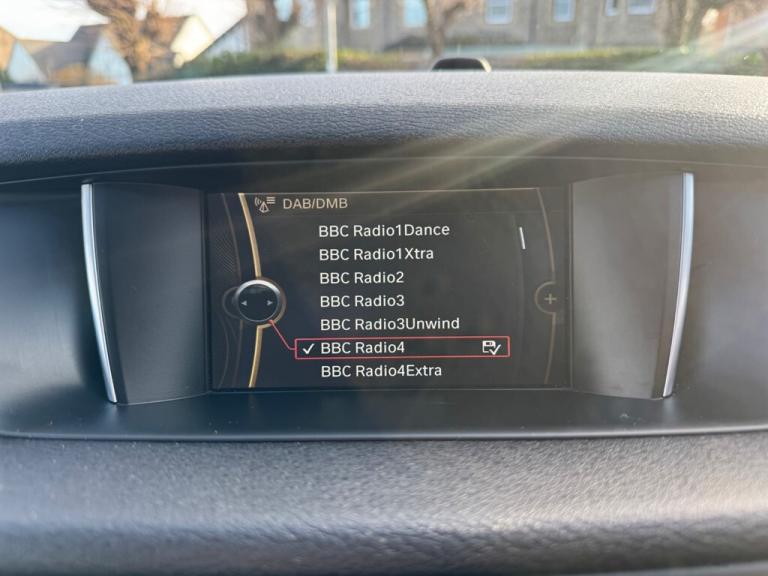 DAB/DMB
BBC Radio1Dance
BBC Radio1Xtra
BBC Radio2
BBC Radio3
BBC Radio3Unwind
BBC Radio4
BBC Radio4Extra